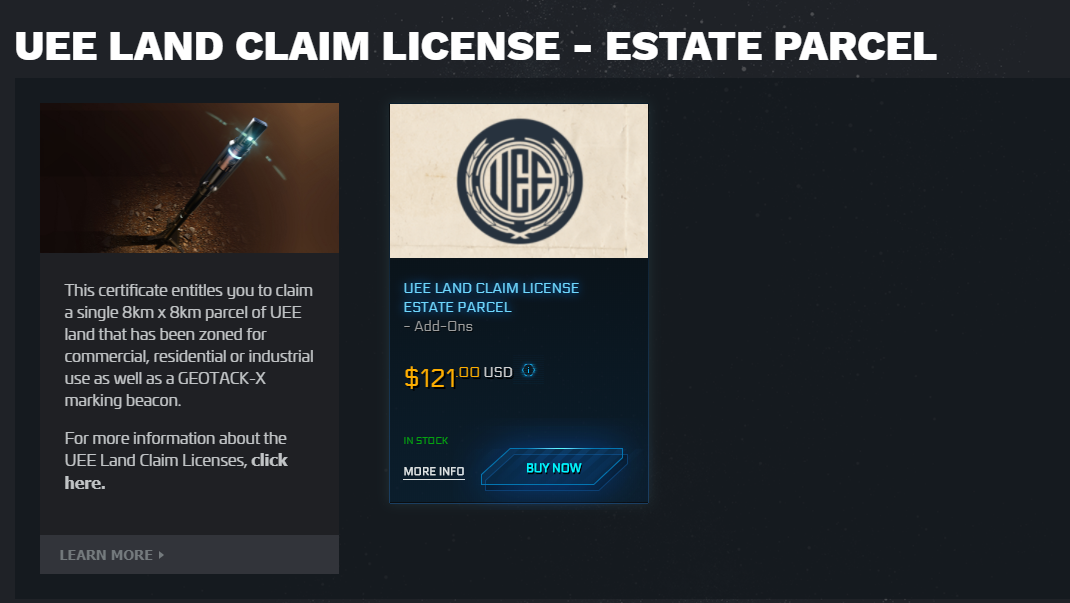 UEE LAND CLAIM LICENSE - ESTATE PARCEL
This certificate entitles you to claim
a single 8km x 8km parcel of UEE
land that has been zoned for
commercial, residential or industrial
use as well as a GEOTACK-X
marking beacon.
For more information about the
UEE Land Claim Licenses, click
here.
LEARN MORE
UEE
UEE LAND CLAIM LICENSE
ESTATE PARCEL
- Add-Ons
$121.00 USD
IN STOCK
MORE INFO
BUY NOW